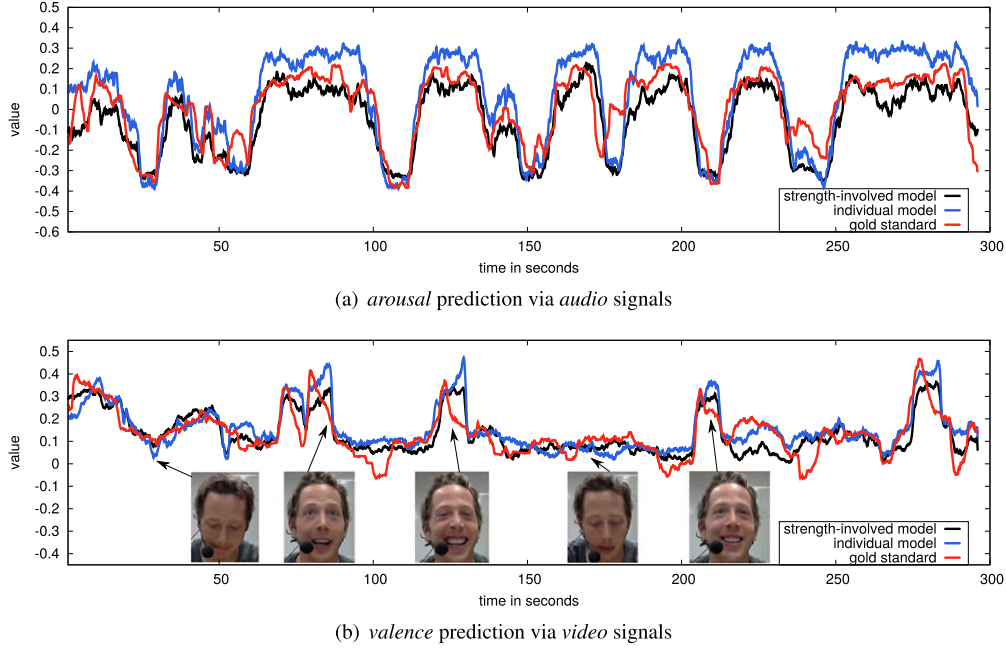 0.5
0.4
0.3
0.2
0.1
0
-0.1
-0.2
-0.3
-0.4
-0.5
-0.6
value
strength-involved model
individual model
gold standard
50 100 150 200 250 300
time in seconds
(a) arousal prediction via audio signals
0.5
0.4
0.3
0.2
0.1
0
-0.1
-0.2
-0.3
-0.4
value
strength-involved model
individual model
gold standard
50 100 150 200 250 300
time in seconds
(b) valence prediction via video signals